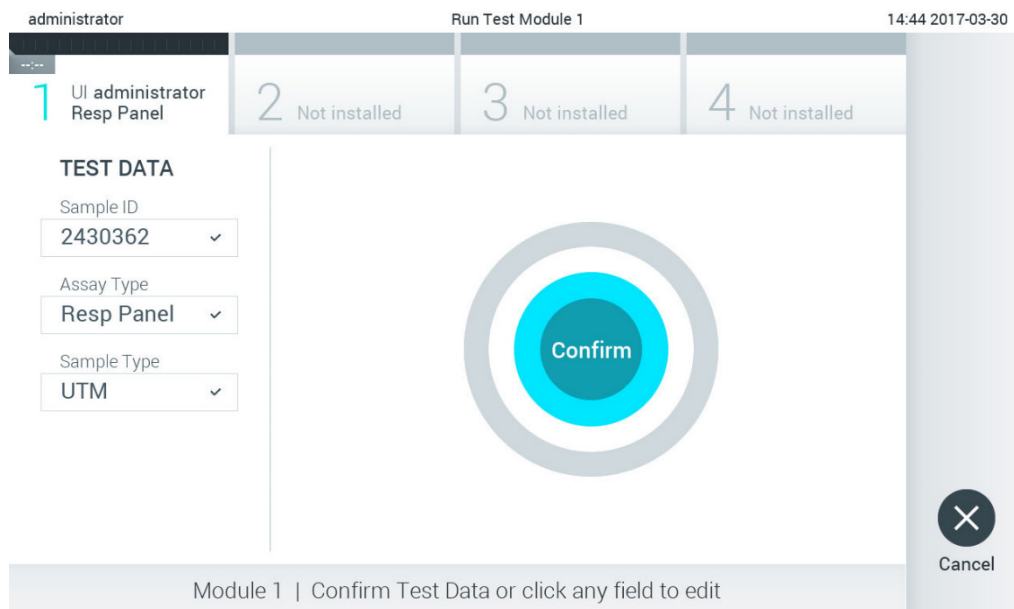 administrator Run Test Module 1 14:44 2017-03-30
--:--
1 UI administrator
Resp Panel
2 Not installed
3 Not installed
4 Not installed
TEST DATA
Sample ID
2430362
Assay Type
Resp Panel
Sample Type
UTM
Confirm
Cancel
Module 1 | Confirm Test Data or click any field to edit